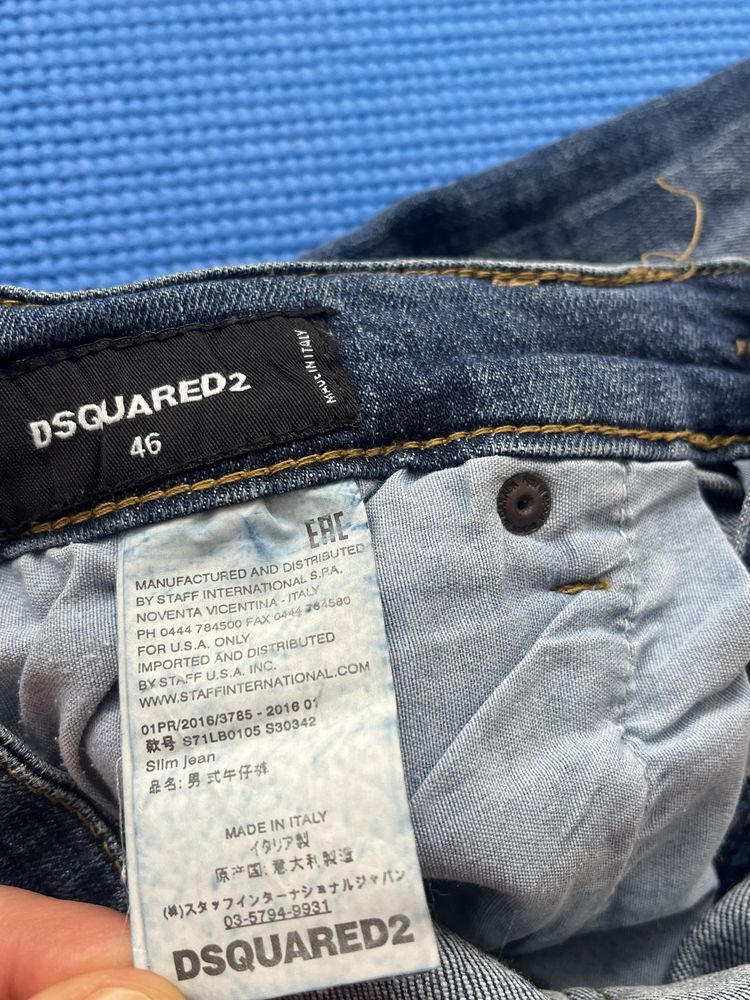 DSQUARED2
46
MADE IN ITALY
EAC
MANUFACTURED AND DISTRIBUTED
BY STAFF INTERNATIONAL S.P.A.
NOVENTA VICENTINA - ITALY
PH 0444 784500 FAX 0444 764580
FOR U.S.A. ONLY
IMPORTED AND DISTRIBUTED
BY STAFF U.S.A. INC.
WWW.STAFFINTERNATIONAL.COM
01PR/2016/3785 - 2016 01
款号 S71LB0105 S30342
Slim jean
品名: 男式牛仔裤
MADE IN ITALY
イタリア製
原产国: 意大利製造
(株)スタッフインターナショナルジャパン
03-5794-9931
DSQUARED2